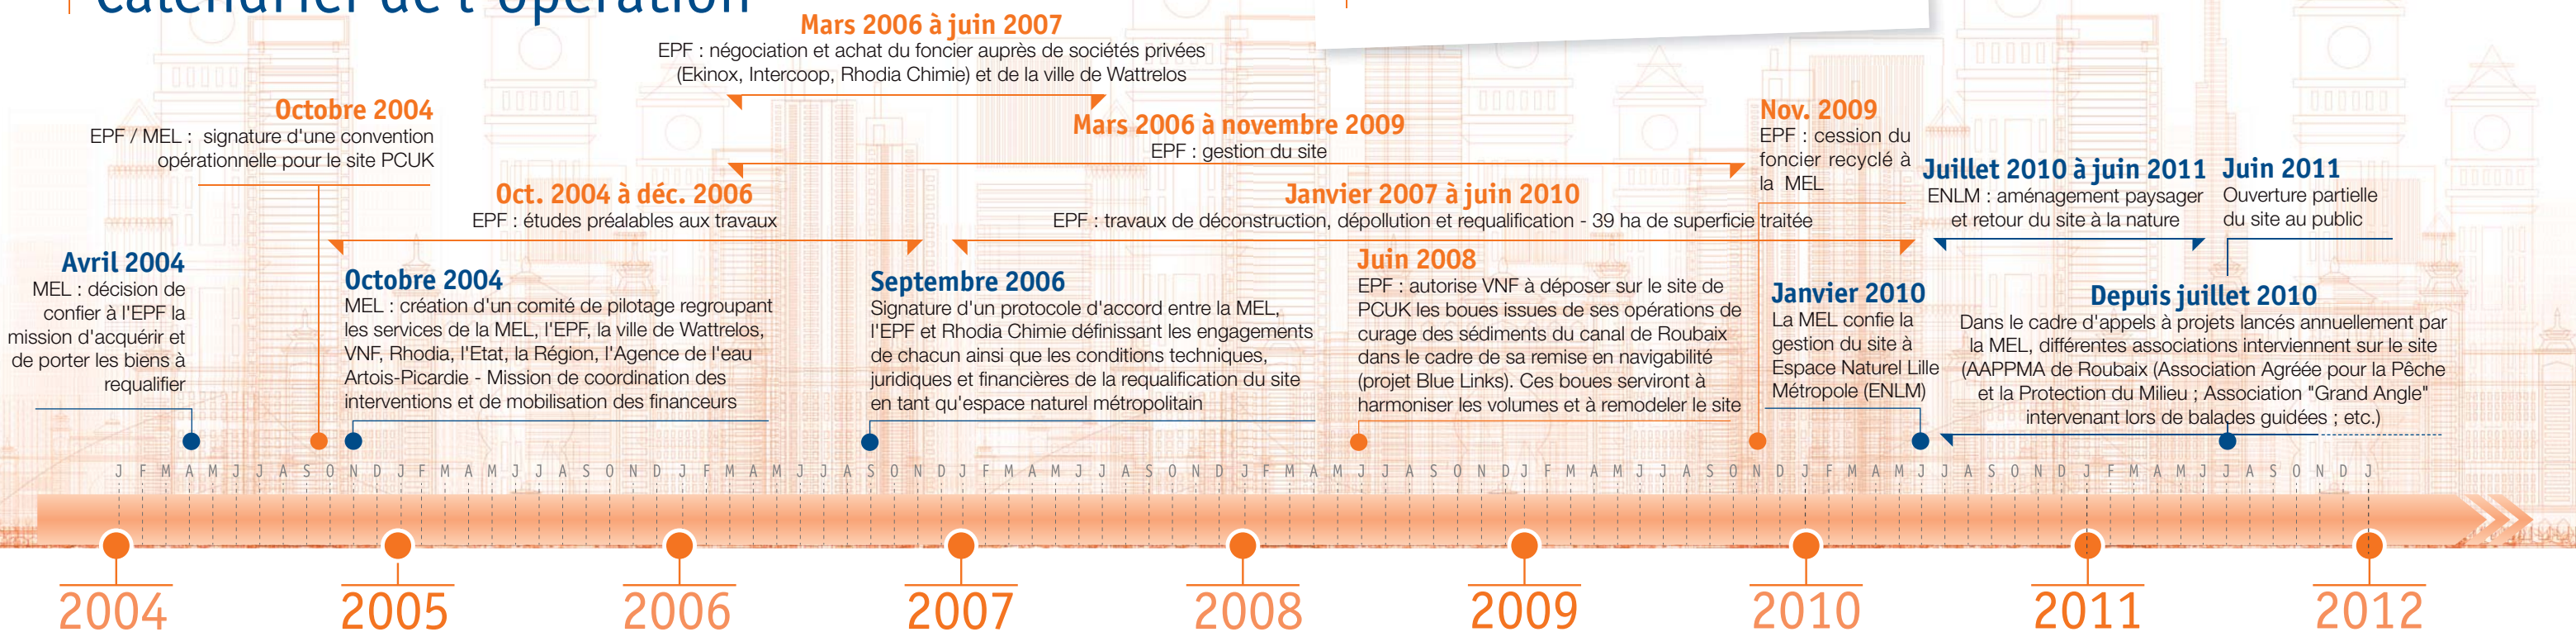 Calendrier de l'opération
Mars 2006 à juin 2007
EPF : négociation et achat du foncier auprès de sociétés privées
(Ekinox, Intercoop, Rhodia Chimie) et de la ville de Wattrelos
Octobre 2004
EPF / MEL : signature d'une convention
opérationnelle pour le site PCUK
Mars 2006 à novembre 2009
EPF : gestion du site
Nov. 2009
EPF : cession du
foncier recyclé à
la MEL
Juillet 2010 à juin 2011
ENLM : aménagement paysager
et retour du site à la nature
Juin 2011
Ouverture partielle
du site au public
Oct. 2004 à déc. 2006
EPF : études préalables aux travaux
Janvier 2007 à juin 2010
EPF : travaux de déconstruction, dépollution et requalification - 39 ha de superficie traitée
Avril 2004
MEL : décision de
confier à l'EPF la
mission d'acquérir et
de porter les biens à
requalifier
Octobre 2004
MEL : création d'un comité de pilotage regroupant
les services de la MEL, l'EPF, la ville de Wattrelos,
VNF, Rhodia, l'Etat, la Région, l'Agence de l'eau
Artois-Picardie - Mission de coordination des
interventions et de mobilisation des financeurs
Septembre 2006
Signature d'un protocole d'accord entre la MEL,
l'EPF et Rhodia Chimie définissant les engagements
de chacun ainsi que les conditions techniques,
juridiques et financières de la requalification du site
en tant qu'espace naturel métropolitain
Juin 2008
EPF : autorise VNF à déposer sur le site de
PCUK les boues issues de ses opérations de
curage des sédiments du canal de Roubaix
dans le cadre de sa remise en navigabilité
(projet Blue Links). Ces boues serviront à
harmoniser les volumes et à remodeler le site
Janvier 2010
La MEL confie la
gestion du site à
Espace Naturel Lille
Métropole (ENLM)
Depuis juillet 2010
Dans le cadre d'appels à projets lancés annuellement par
la MEL, différentes associations interviennent sur le site
(AAPPMA de Roubaix (Association Agréée pour la Pêche
et la Protection du Milieu ; Association "Grand Angle"
intervenant lors de balades guidées ; etc.)
J F M A M J J A S O N D J F M A M J J A S O N D J F M A M J J A S O N D J F M A M J J A S O N D J F M A M J J A S O N D J F M A M J J A S O N D J F M A M J J A S O N D J F M A M J J A S O N D J
2004 2005 2006 2007 2008 2009 2010 2011 2012